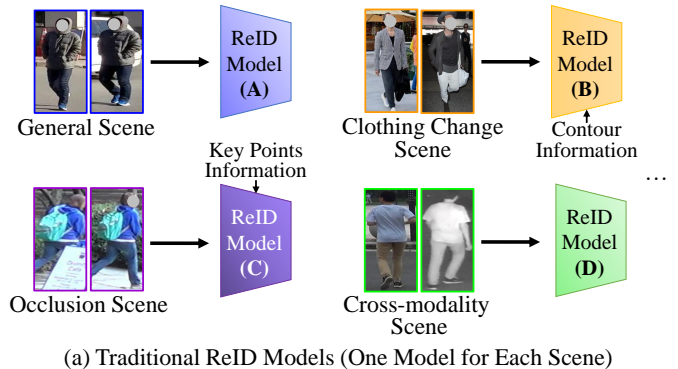 ReID
Model
(A)
General Scene
ReID
Model
(B)
Clothing Change
Scene
Contour
Information
Key Points
Information
...
ReID
Model
(C)
Occlusion Scene
ReID
Model
(D)
Cross-modality
Scene
(a) Traditional ReID Models (One Model for Each Scene)